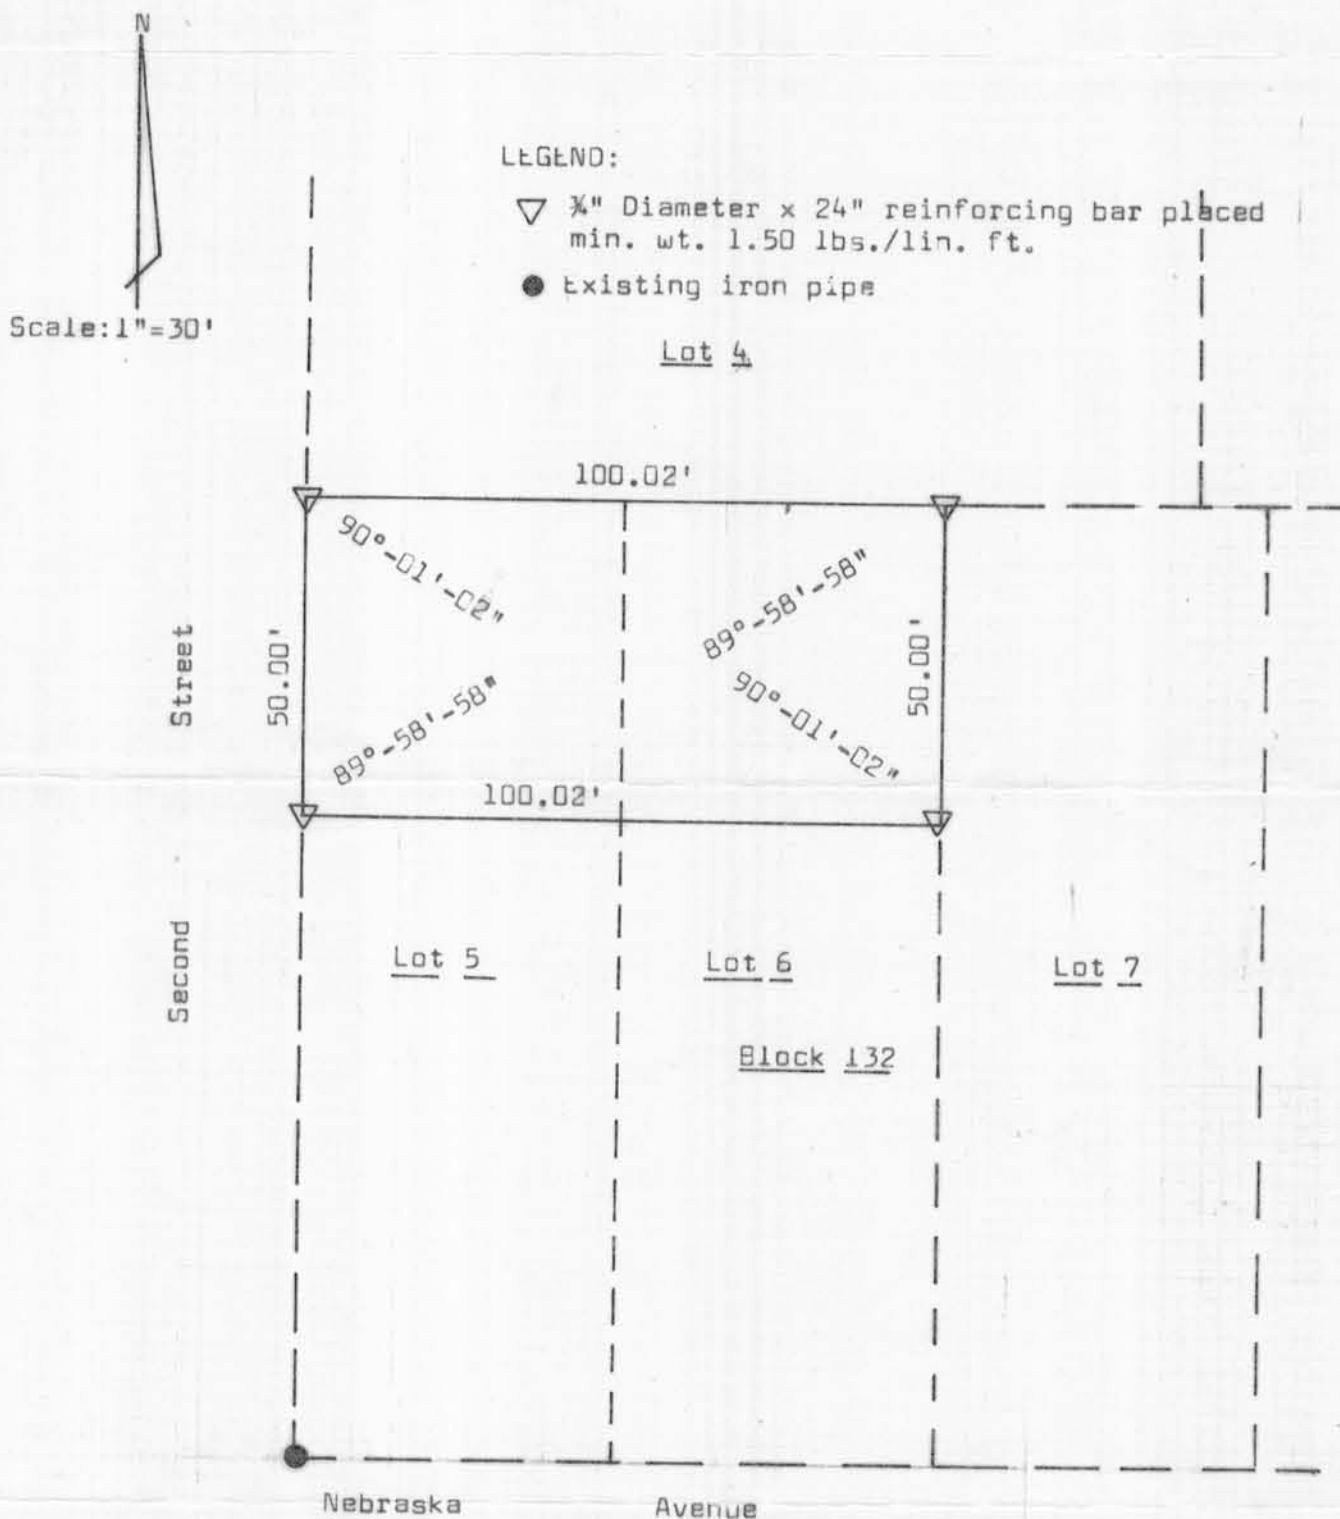 N
LEGEND:
¾" Diameter x 24" reinforcing bar placed
min. wt. 1.50 lbs./lin. ft.
Existing iron pipe
Scale:1"=30'
Lot 4
100.02'
90°-01'-02"
89°-58'-58"
50.00'
50.00'
89°-58'-58"
90°-01'-02"
100.02'
Second Street
Lot 5
Lot 6
Lot 7
Block 132
Nebraska Avenue